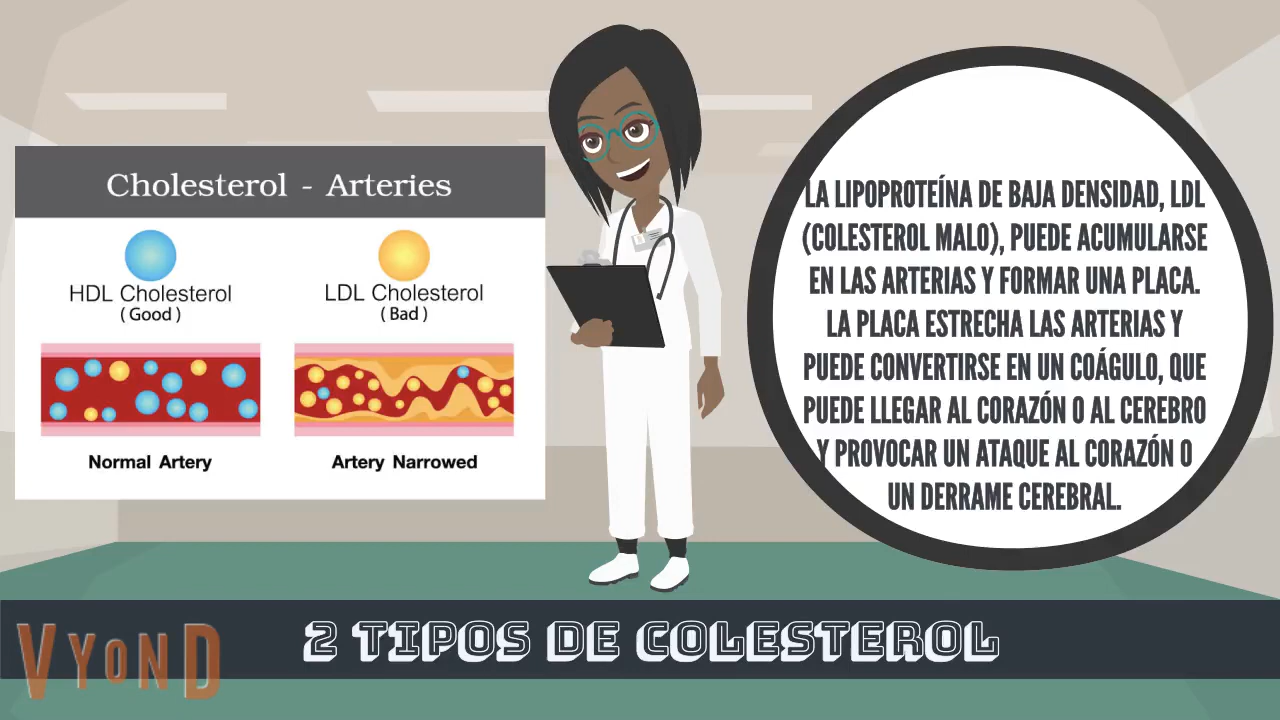 Cholesterol - Arteries
HDL Cholesterol
(Good)
LDL Cholesterol
(Bad)
Normal Artery
Artery Narrowed
LA LIPOPROTEÍNA DE BAJA DENSIDAD, LDL
(COLESTEROL MALO), PUEDE ACUMULARSE
EN LAS ARTERIAS Y FORMAR UNA PLACA.
LA PLACA ESTRECHA LAS ARTERIAS Y
PUEDE CONVERTIRSE EN UN COÁGULO, QUE
PUEDE LLEGAR AL CORAZÓN O AL CEREBRO
Y PROVOCAR UN ATAQUE AL CORAZÓN O
UN DERRAME CEREBRAL.
2 TIPOS DE COLESTEROL
VYOND